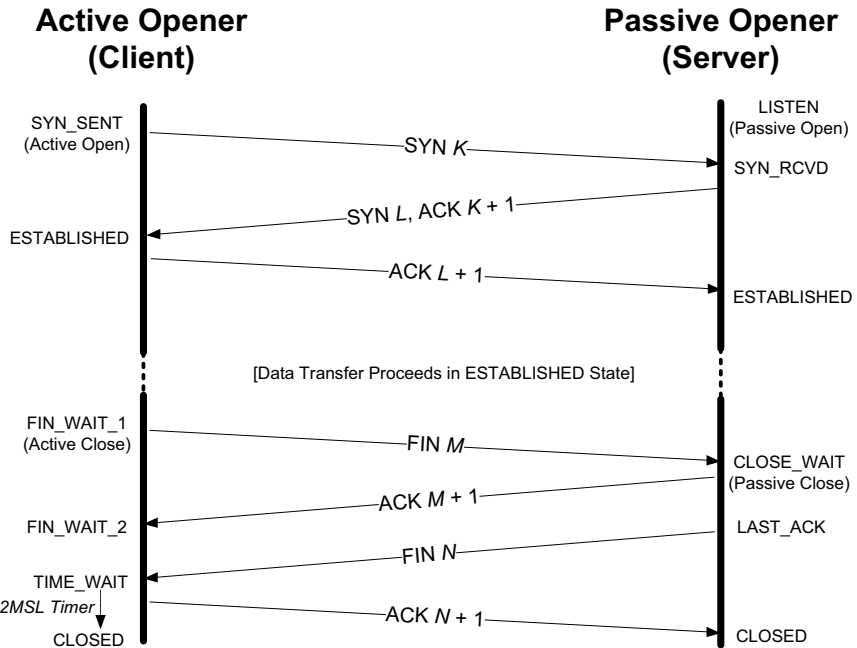 Active Opener
(Client)
Passive Opener
(Server)
SYN_SENT
(Active Open)
LISTEN
(Passive Open)
SYN K
SYN_RCVD
SYN L, ACK K + 1
ESTABLISHED
ACK L + 1
ESTABLISHED
[Data Transfer Proceeds in ESTABLISHED State]
FIN_WAIT_1
(Active Close)
FIN M
CLOSE_WAIT
(Passive Close)
ACK M + 1
FIN_WAIT_2
LAST_ACK
FIN N
TIME_WAIT
2MSL Timer
ACK N + 1
CLOSED
CLOSED